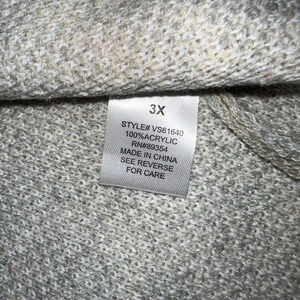 3X
STYLE# VS61640
100%ACRYLIC
RN#89354
MADE IN CHINA
SEE REVERSE
FOR CARE